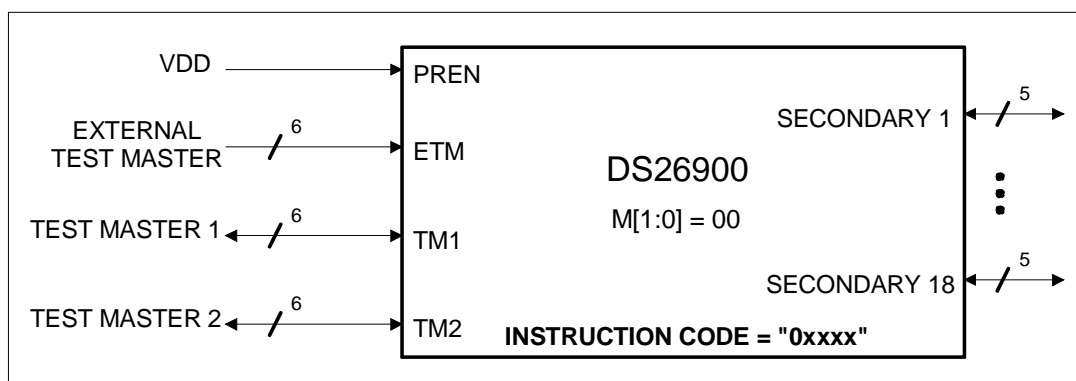 VDD
PREN
EXTERNAL
TEST MASTER
6
ETM
TEST MASTER 1
6
TM1
TEST MASTER 2
6
TM2
DS26900
M[1:0] = 00
INSTRUCTION CODE = "0xxxx"
SECONDARY 1
5
SECONDARY 18
5